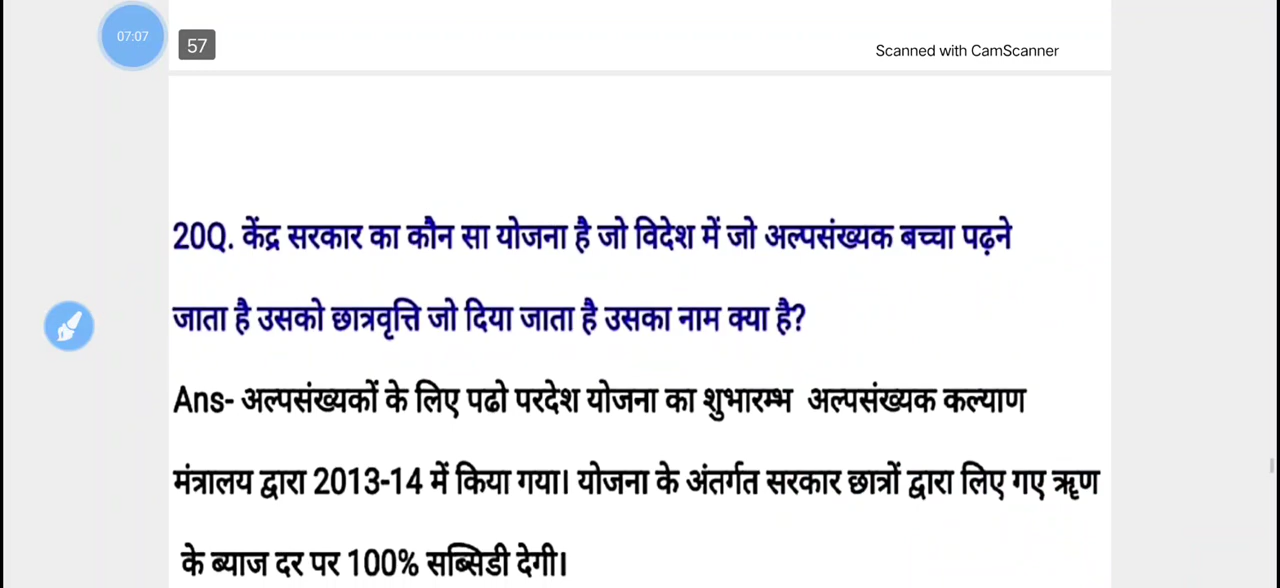 07:07
57
Scanned with CamScanner
20Q. केंद्र सरकार का कौन सा योजना है जो विदेश में जो अल्पसंख्यक बच्चा पढ़ने
जाता है उसको छात्रवृत्ति जो दिया जाता है उसका नाम क्या है?
Ans- अल्पसंख्यकों के लिए पढो परदेश योजना का शुभारम्भ अल्पसंख्यक कल्याण
मंत्रालय द्वारा 2013-14 में किया गया। योजना के अंतर्गत सरकार छात्रों द्वारा लिए गए ऋण
के ब्याज दर पर 100% सब्सिडी देगी।